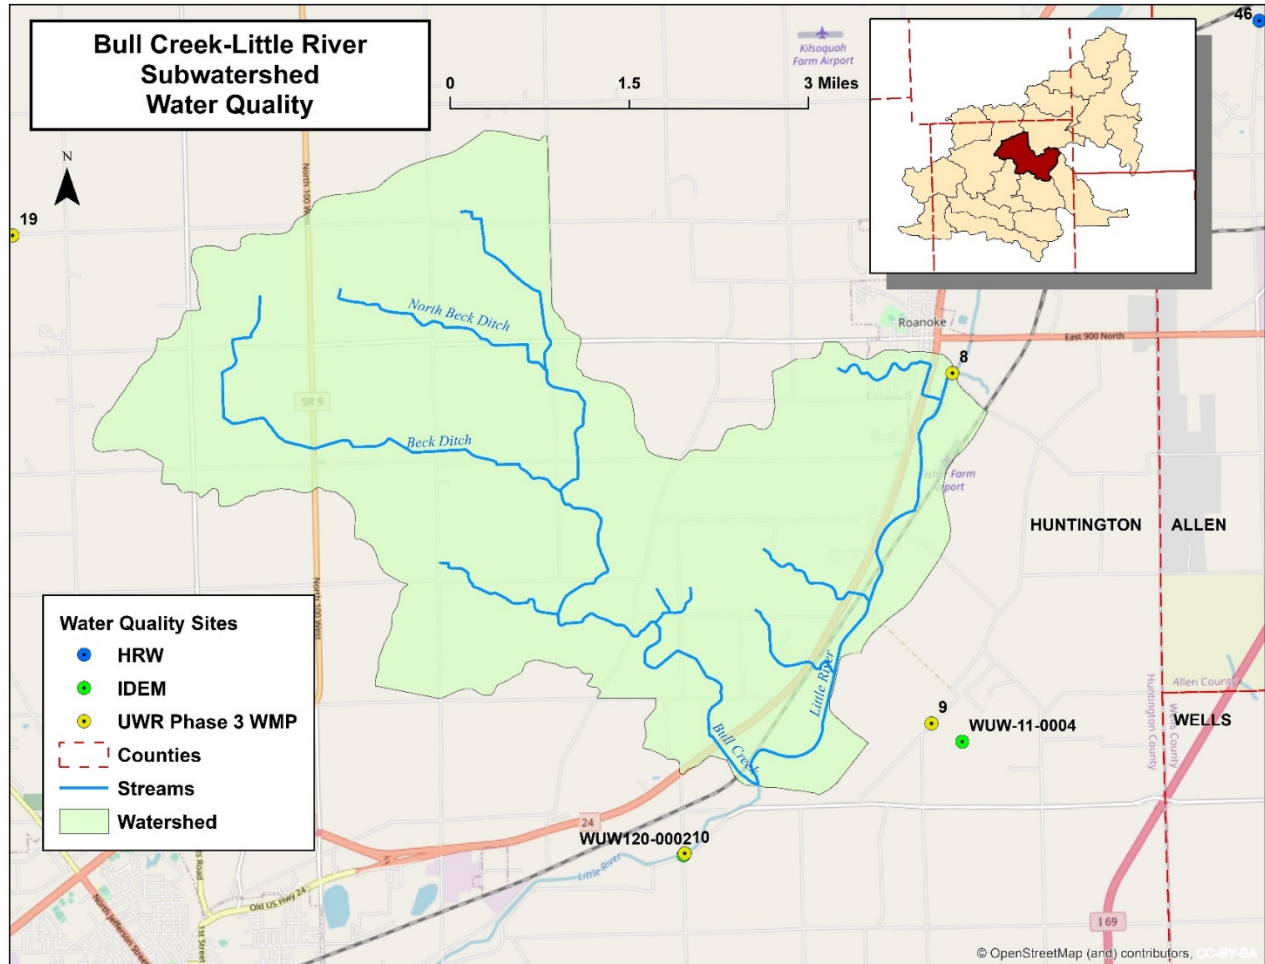 Bull Creek-Little River
Subwatershed
Water Quality
0 1.5 3 Miles
Kilsoquah
Farm Airport
46
N
19
North 100 W
North Beck Ditch
Roanoke
East 900 North
8
SR 9
Beck Ditch
Farm
Airport
HUNTINGTON
ALLEN
North 100 West
Little River
Allen County
Huntington County
Wells County
WELLS
9
WUW-11-0004
Bull Creek
Water Quality Sites
HRW
IDEM
UWR Phase 3 WMP
Counties
Streams
Watershed
24
WUW120-000210
Little River
Old US Hwy 24
North Jefferson Street
1st Street
Road
I 69
© OpenStreetMap (and) contributors, CC-BY-SA